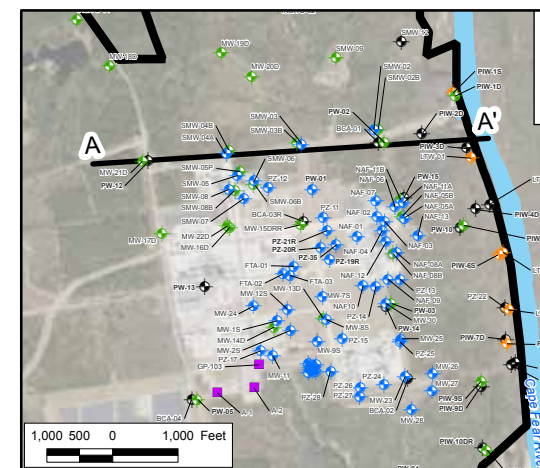 SMW-12
MW-19D
SMW-09
MW-18D
MW-20D
PIW-1S
PIW-1D
SMW-02
SMW-02B
PW-02
PIW-2D
SMW-03
SMW-04B
BCA-01
A'
SMW-04A
SMW-03B
PIW-3D
A
LTW-01
SMW-06
MW-21D
SMW-05P
NAF-11B
PW-15
PW-12
SMW-05
PZ-12
PW-01
NAF-06
NAF-11A
SMW-08
NAF-07
NAF-05B
SMW-08B
SMW-06B
NAF-05A
PIW-4D
BCA-03R
PZ-11
NAF-02
NAF-13
SMW-07
MW-15DRR
NAF-01
PW-10
MW-17D
MW-22D
PZ-21R
MW-16D
PZ-20R
NAF-04
NAF-03
PZ-35
PZ-19R
PIW-6S
FTA-01
NAF-08A
FTA-02
FTA-03
NAF-12
NAF-08B
PW-13
MW-13D
PZ-13
MW-12S
MW-7S
NAF10
NAF-09
PZ-22
MW-24
PZ-14
PW-03
MW-30
MW-1S
MW-8S
PW-14
MW-14D
PZ-15
MW-25
PIW-7D
MW-2S
MW-9S
PZ-17
PZ-25
GP-103
MW-11
MW-26
PZ-24
PZ-26
MW-27
PIW-9S
PZ-28
PZ-27
MW-23
PIW-9D
A-2
BCA-02
BCA-04
PW-05
A-1
MW-28
Cape Fear River
1,000 500 0 1,000 Feet
PIW-10DR